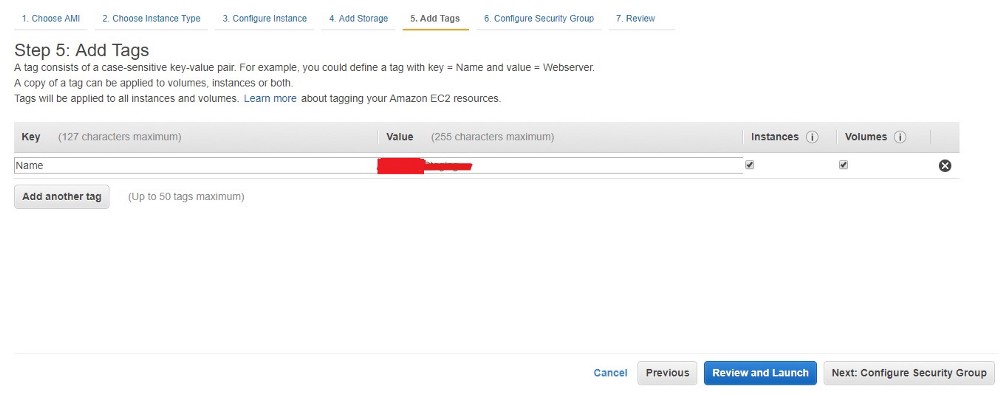 1. Choose AMI 2. Choose Instance Type 3. Configure Instance 4. Add Storage 5. Add Tags 6. Configure Security Group 7. Review
Step 5: Add Tags
A tag consists of a case-sensitive key-value pair. For example, you could define a tag with key = Name and value = Webserver.
A copy of a tag can be applied to volumes, instances or both.
Tags will be applied to all instances and volumes. Learn more about tagging your Amazon EC2 resources.
Key (127 characters maximum) Value (255 characters maximum) Instances Volumes
Name
Add another tag (Up to 50 tags maximum)
Cancel Previous Review and Launch Next: Configure Security Group